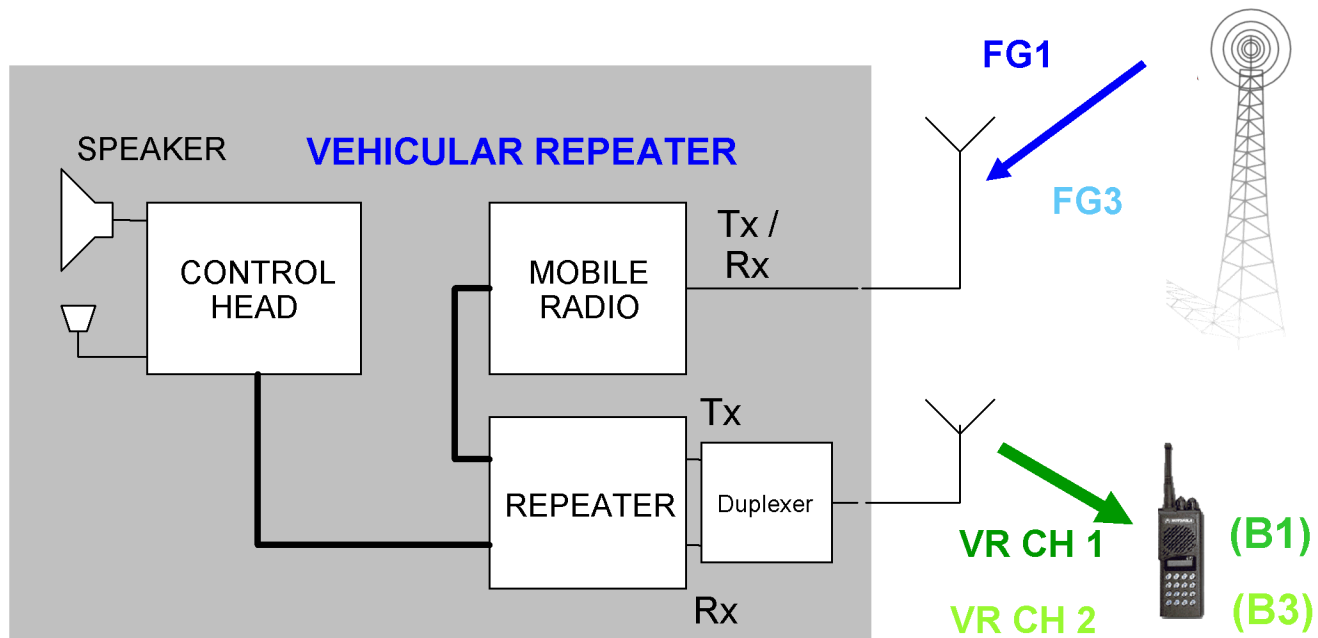 FG1
SPEAKER
VEHICULAR REPEATER
FG3
Tx /
Rx
CONTROL
HEAD
MOBILE
RADIO
Tx
REPEATER
Duplexer
VR CH 1
(B1)
Rx
VR CH 2
(B3)